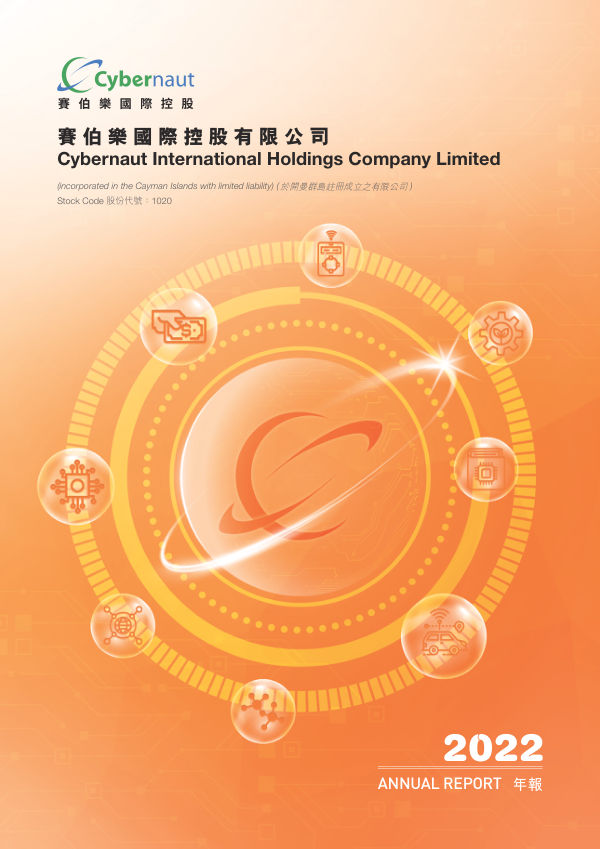 Cybernaut
賽伯樂國際控股
賽伯樂國際控股有限公司
Cybernaut International Holdings Company Limited
(incorporated in the Cayman Islands with limited liability) (於開曼群島註冊成立之有限公司)
Stock Code 股份代號：1020
2022
ANNUAL REPORT 年報